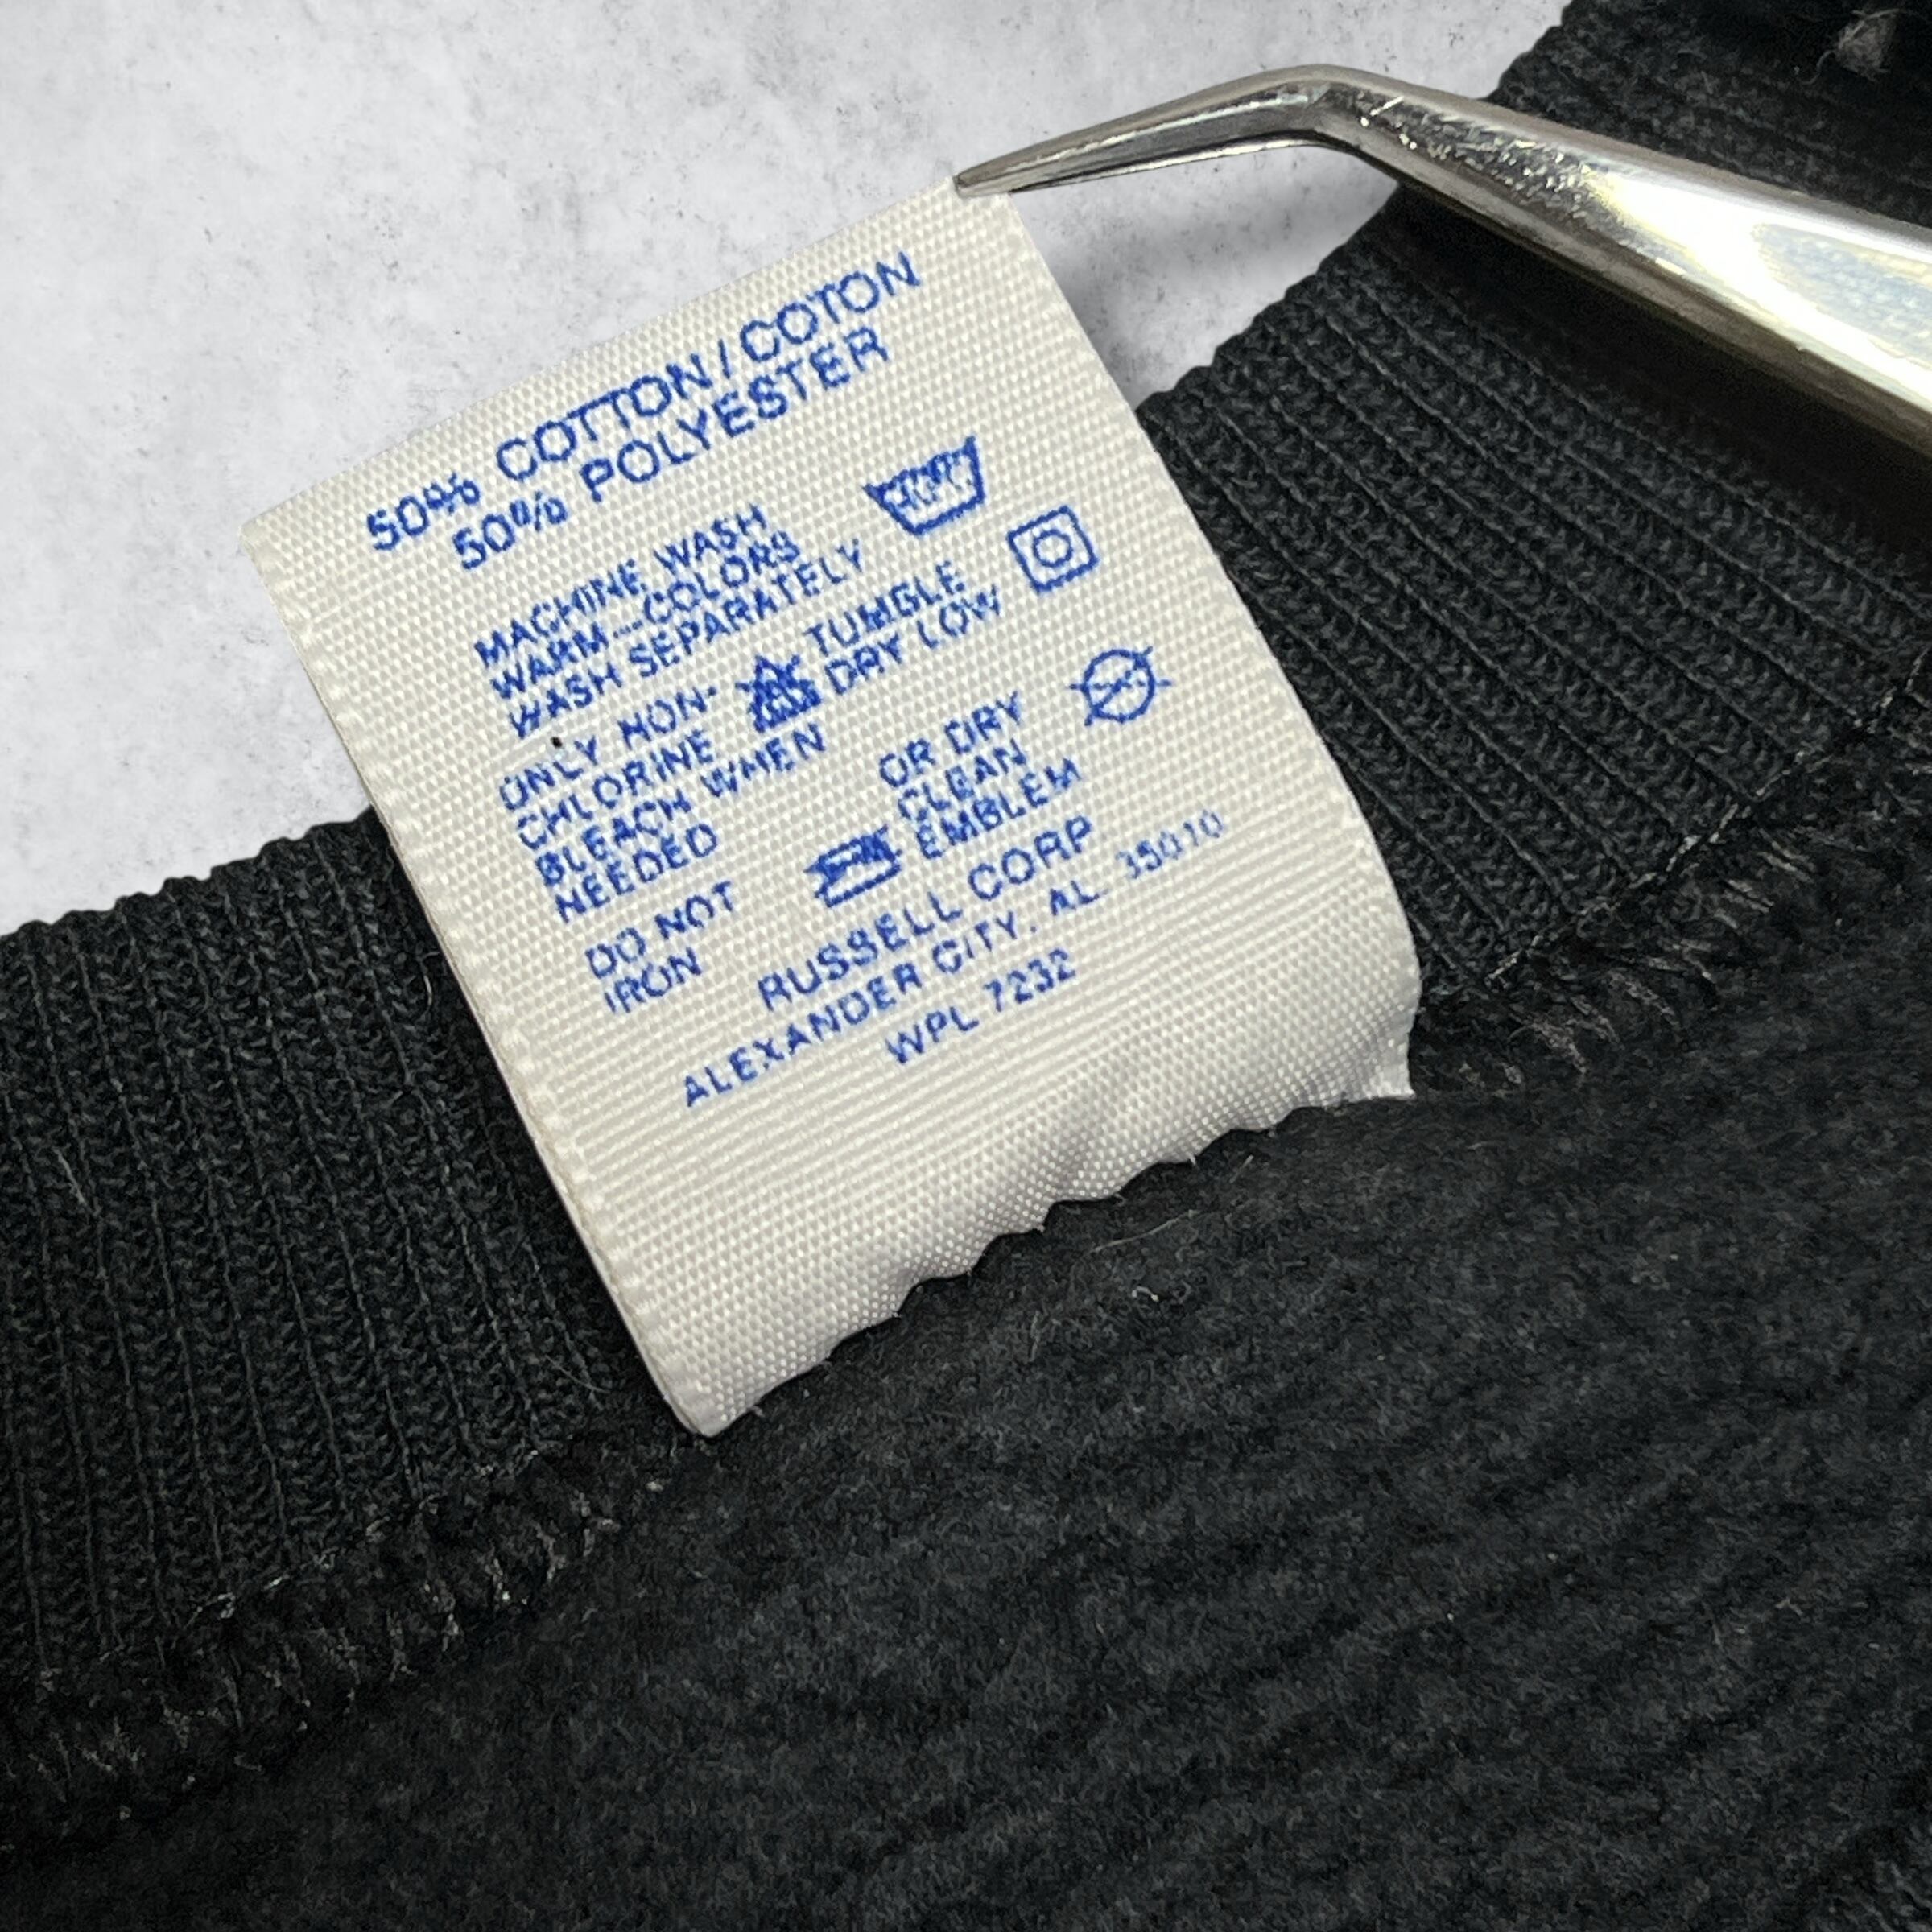 50% COTTON/COTON
50% POLYESTER
MACHINE WASH
WARM...COLORS
WASH SEPARATELY
ONLY NON-
CHLORINE
BLEACH WHEN
NEEDED
TUMBLE
DRY LOW
DO NOT
IRON
OR DRY
CLEAN
EMBLEM
RUSSELL CORP
ALEXANDER CITY, AL. 35010
WPL 7232